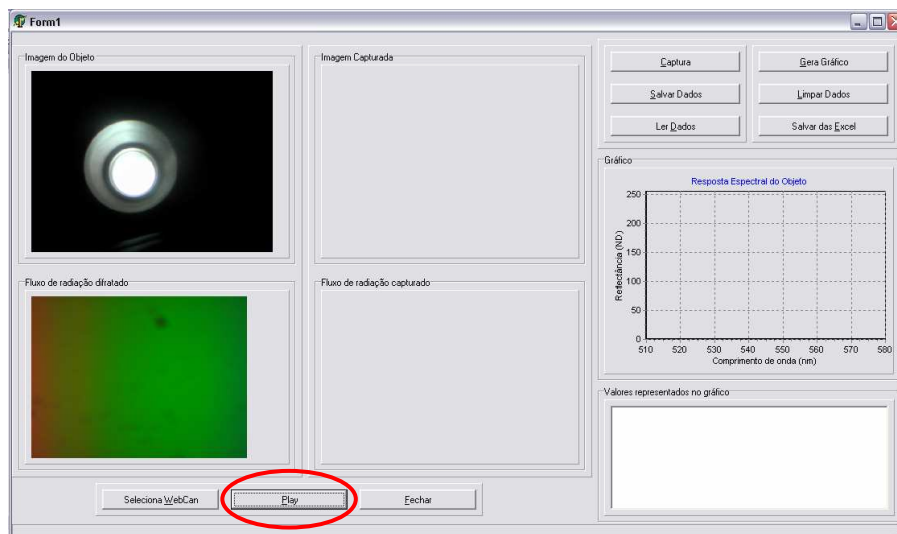 Form1
Imagem do Objeto
Imagem Capturada
Captura
Gera Gráfico
Salvar Dados
Limpar Dados
Ler Dados
Salvar das Excel
Gráfico
Resposta Espectral do Objeto
Reflectância (ND)
250
200
150
100
50
0
510 520 530 540 550 560 570 580
Comprimento de onda (nm)
Fluxo de radiação difratado
Fluxo de radiação capturado
Valores representados no gráfico
Seleciona WebCan
Play
Fechar